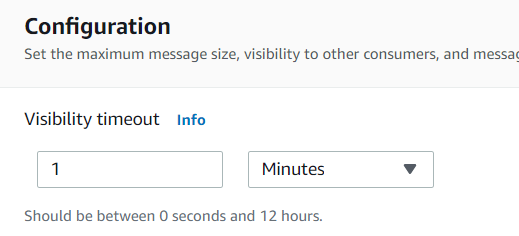 Configuration
Set the maximum message size, visibility to other consumers, and
Visibility timeout Info
1 Minutes
Should be between 0 seconds and 12 hours.